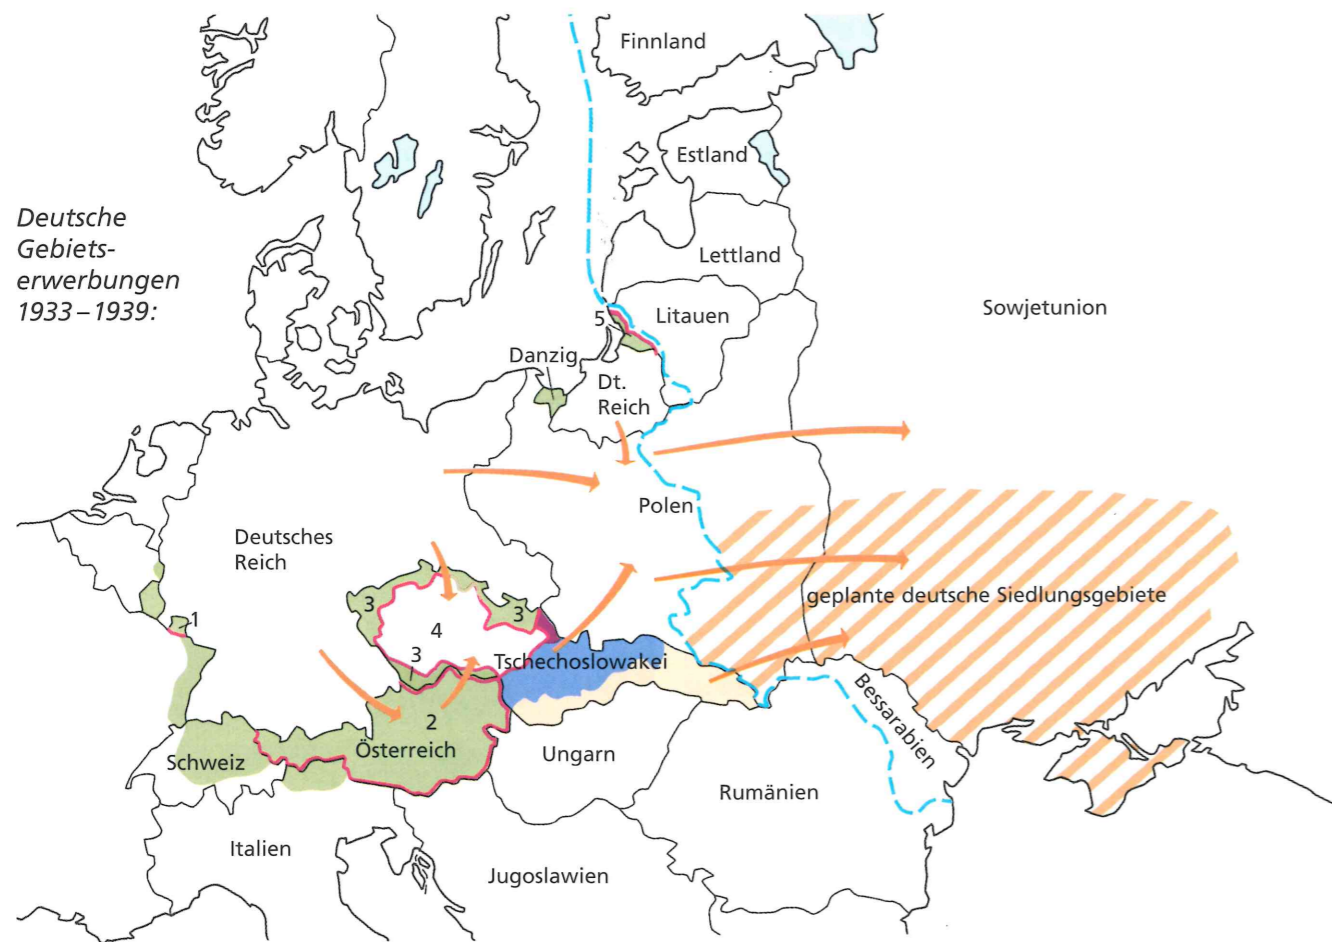 Finnland
Estland
Deutsche
Gebiets-
erwerbungen
1933–1939:
Lettland
Sowjetunion
Litauen
5
Danzig
Dt.
Reich
Polen
Deutsches
Reich
geplante deutsche Siedlungsgebiete
3
3
1
4
3
Tschechoslowakei
Bessarabien
2
Österreich
Schweiz
Ungarn
Rumänien
Italien
Jugoslawien